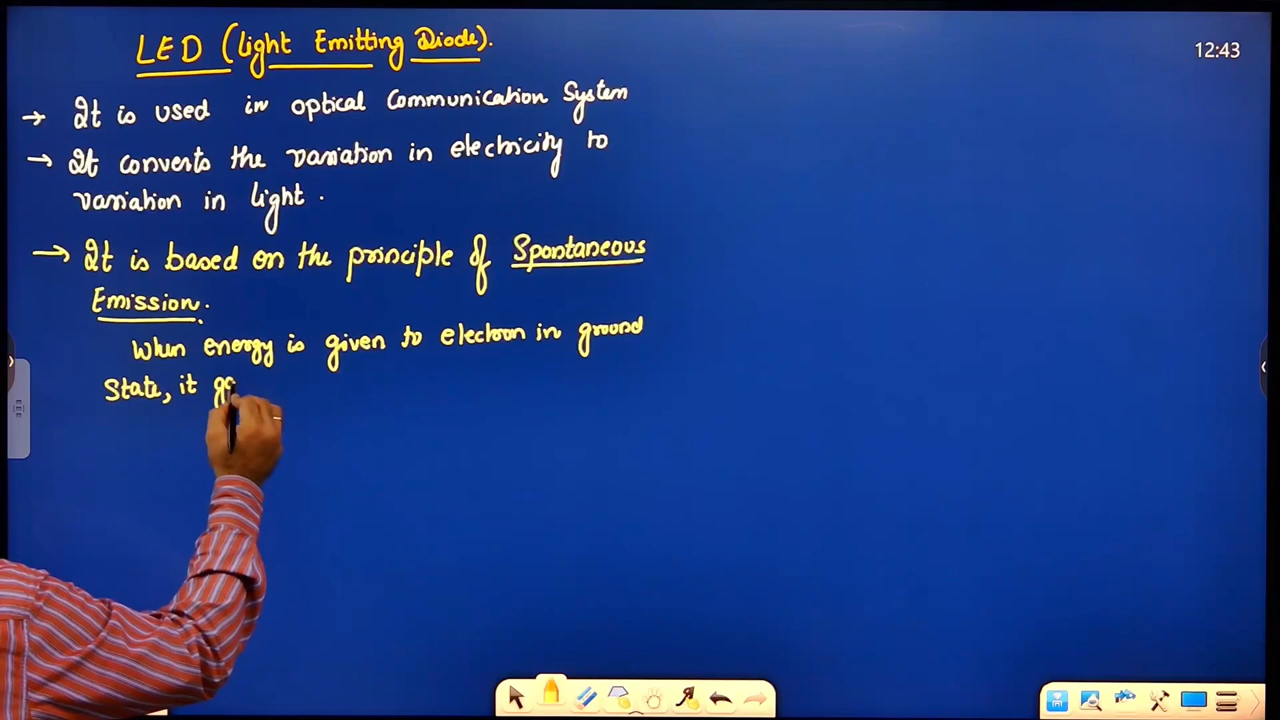 LED (Light Emitting Diode).
12:43
→ It is used in optical Communication System
→ It converts the variation in electricity to
variation in light.
→ It is based on the principle of Spontaneous
Emission.
When energy is given to electron in ground
State, it